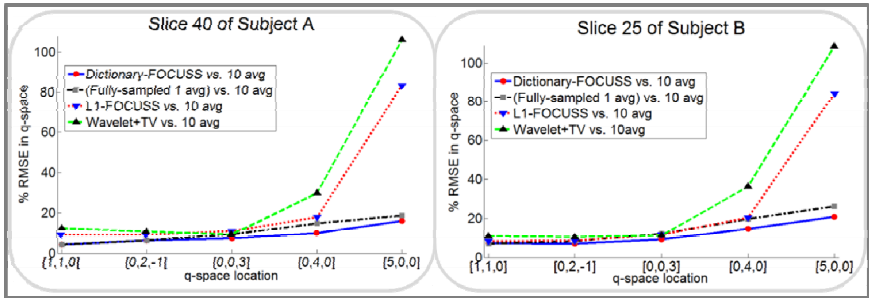 Slice 40 of Subject A
% RMSE in q-space
100
80
60
40
20
0
Dictionary-FOCUSS vs. 10 avg
(Fully-sampled 1 avg) vs. 10 avg
L1-FOCUSS vs. 10 avg
Wavelet+TV vs. 10 avg
[1,1,0] [0,2,-1] [0,0,3] [0,4,0] [5,0,0]
q-space location
Slice 25 of Subject B
% RMSE in q-space
100
80
60
40
20
0
Dictionary-FOCUSS vs. 10 avg
(Fully-sampled 1 avg) vs. 10 avg
L1-FOCUSS vs. 10 avg
Wavelet+TV vs. 10avg
[1,1,0] [0,2,-1] [0,0,3] [0,4,0] [5,0,0]
q-space location